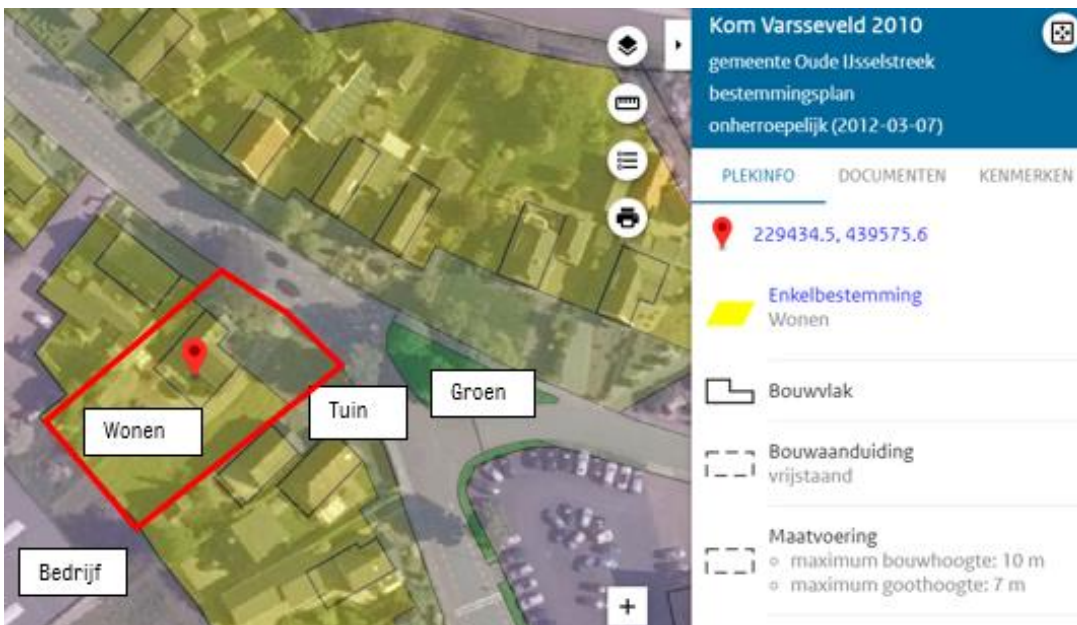 Wonen
Tuin
Groen
Bedrijf
+
Kom Varsseveld 2010
gemeente Oude IJsselstreek
bestemmingsplan
onherroepelijk (2012-03-07)
PLEKINFO DOCUMENTEN KENMERKEN
229434.5, 439575.6
Enkelbestemming
Wonen
Bouwvlak
Bouwaanduiding
vrijstaand
Maatvoering
maximum bouwhoogte: 10 m
maximum goothoogte: 7 m